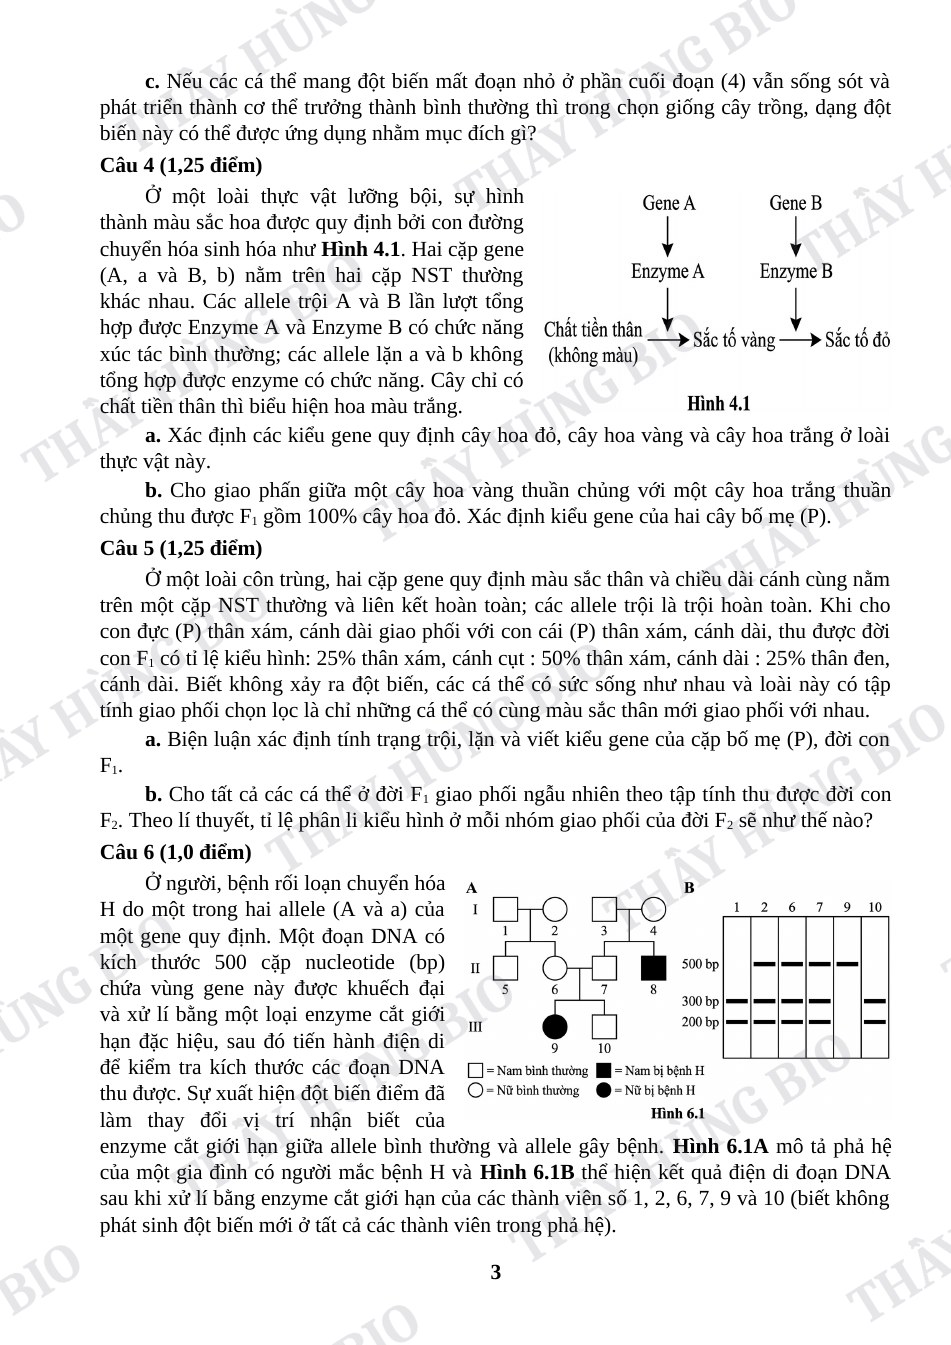 c. Nếu các cá thể mang đột biến mất đoạn nhỏ ở phần cuối đoạn (4) vẫn sống sót và
phát triển thành cơ thể trưởng thành bình thường thì trong chọn giống cây trồng, dạng đột
biến này có thể được ứng dụng nhằm mục đích gì?
Câu 4 (1,25 điểm)
Ở một loài thực vật lưỡng bội, sự hình
thành màu sắc hoa được quy định bởi con đường
chuyển hóa sinh hóa như Hình 4.1. Hai cặp gene
(A, a và B, b) nằm trên hai cặp NST thường
khác nhau. Các allele trội A và B lần lượt tổng
hợp được Enzyme A và Enzyme B có chức năng
xúc tác bình thường; các allele lặn a và b không
tổng hợp được enzyme có chức năng. Cây chỉ có
chất tiền thân thì biểu hiện hoa màu trắng.
Gene A Gene B
Enzyme A Enzyme B
Chất tiền thân
(không màu)
Sắc tố vàng
Sắc tố đỏ
Hình 4.1
a. Xác định các kiểu gene quy định cây hoa đỏ, cây hoa vàng và cây hoa trắng ở loài
thực vật này.
b. Cho giao phấn giữa một cây hoa vàng thuần chủng với một cây hoa trắng thuần
chủng thu được F1 gồm 100% cây hoa đỏ. Xác định kiểu gene của hai cây bố mẹ (P).
Câu 5 (1,25 điểm)
Ở một loài côn trùng, hai cặp gene quy định màu sắc thân và chiều dài cánh cùng nằm
trên một cặp NST thường và liên kết hoàn toàn; các allele trội là trội hoàn toàn. Khi cho
con đực (P) thân xám, cánh dài giao phối với con cái (P) thân xám, cánh dài, thu được đời
con F1 có tỉ lệ kiểu hình: 25% thân xám, cánh cụt : 50% thân xám, cánh dài : 25% thân đen,
cánh dài. Biết không xảy ra đột biến, các cá thể có sức sống như nhau và loài này có tập
tính giao phối chọn lọc là chỉ những cá thể có cùng màu sắc thân mới giao phối với nhau.
a. Biện luận xác định tính trạng trội, lặn và viết kiểu gene của cặp bố mẹ (P), đời con
F1.
b. Cho tất cả các cá thể ở đời F1 giao phối ngẫu nhiên theo tập tính thu được đời con
F2. Theo lí thuyết, tỉ lệ phân li kiểu hình ở mỗi nhóm giao phối của đời F2 sẽ như thế nào?
Câu 6 (1,0 điểm)
Ở người, bệnh rối loạn chuyển hóa
H do một trong hai allele (A và a) của
một gene quy định. Một đoạn DNA có
kích thước 500 cặp nucleotide (bp)
chứa vùng gene này được khuếch đại
và xử lí bằng một loại enzyme cắt giới
hạn đặc hiệu, sau đó tiến hành điện di
để kiểm tra kích thước các đoạn DNA
thu được. Sự xuất hiện đột biến điểm đã
làm thay đổi vị trí nhận biết của
A
I
1 2 3 4
II
5 6 7 8
III
9 10
= Nam bình thường = Nam bị bệnh H
= Nữ bình thường = Nữ bị bệnh H
B
1 2 6 7 9 10
500 bp
300 bp
200 bp
Hình 6.1
enzyme cắt giới hạn giữa allele bình thường và allele gây bệnh. Hình 6.1A mô tả phả hệ
của một gia đình có người mắc bệnh H và Hình 6.1B thể hiện kết quả điện di đoạn DNA
sau khi xử lí bằng enzyme cắt giới hạn của các thành viên số 1, 2, 6, 7, 9 và 10 (biết không
phát sinh đột biến mới ở tất cả các thành viên trong phả hệ).
3
THẦY HÙNG BIO